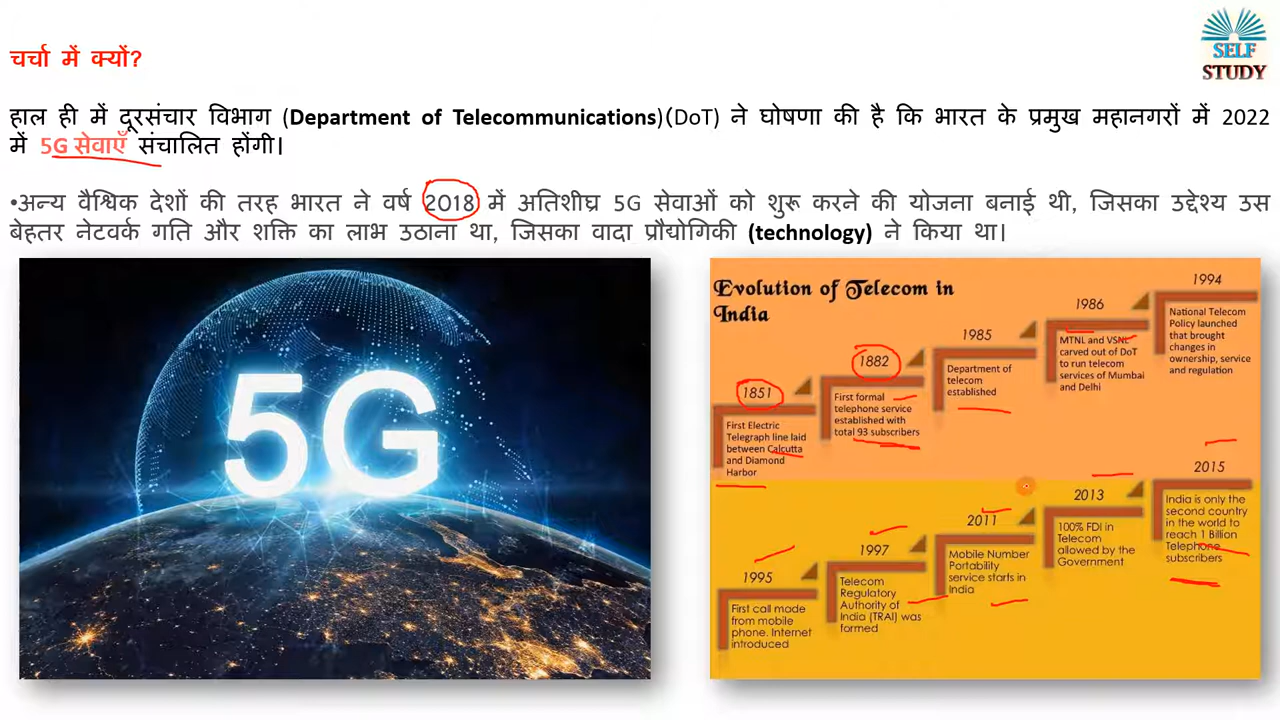 SELF
STUDY
चर्चा में क्यों?
हाल ही में दूरसंचार विभाग (Department of Telecommunications)(DoT) ने घोषणा की है कि भारत के प्रमुख महानगरों में 2022
में 5G सेवाएँ संचालित होंगी।
•अन्य वैश्विक देशों की तरह भारत ने वर्ष 2018 में अतिशीघ्र 5G सेवाओं को शुरू करने की योजना बनाई थी, जिसका उद्देश्य उस
बेहतर नेटवर्क गति और शक्ति का लाभ उठाना था, जिसका वादा प्रौद्योगिकी (technology) ने किया था।
5G
Evolution of Telecom in
India
1851
First Electric
Telegraph line laid
between Calcutta
and Diamond
Harbor
1882
First formal
telephone service
established with
total 93 subscribers
1985
Department of
telecom
established
1986
MTNL and VSNL
carved out of DoT
to run telecom
services of Mumbai
and Delhi
1994
National Telecom
Policy launched
that brought
changes in
ownership, service
and regulation
1995
First call made
from mobile
phone. Internet
introduced
1997
Telecom
Regulatory
Authority of
India (TRAI) was
formed
2011
Mobile Number
Portability
service starts in
India
2013
100% FDI in
Telecom
allowed by the
Government
2015
India is only the
second country
in the world to
reach 1 Billion
Telephone
subscribers